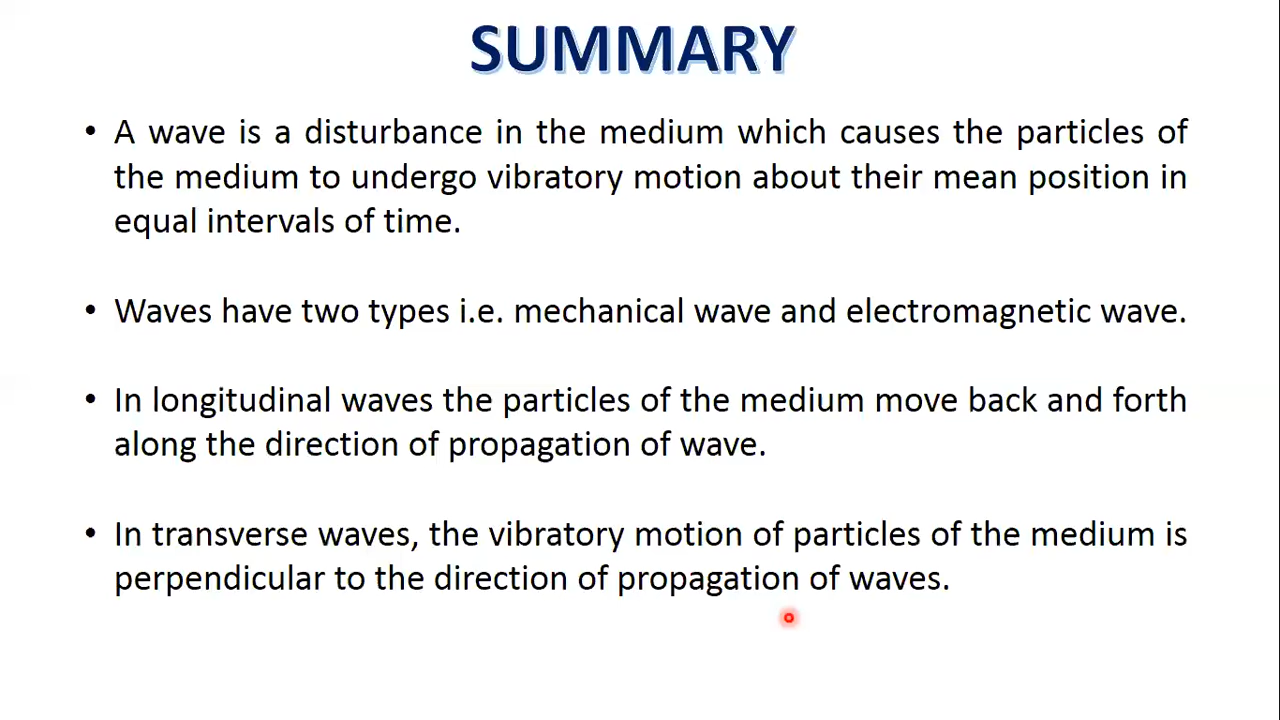 SUMMARY
• A wave is a disturbance in the medium which causes the particles of
the medium to undergo vibratory motion about their mean position in
equal intervals of time.
• Waves have two types i.e. mechanical wave and electromagnetic wave.
• In longitudinal waves the particles of the medium move back and forth
along the direction of propagation of wave.
• In transverse waves, the vibratory motion of particles of the medium is
perpendicular to the direction of propagation of waves.